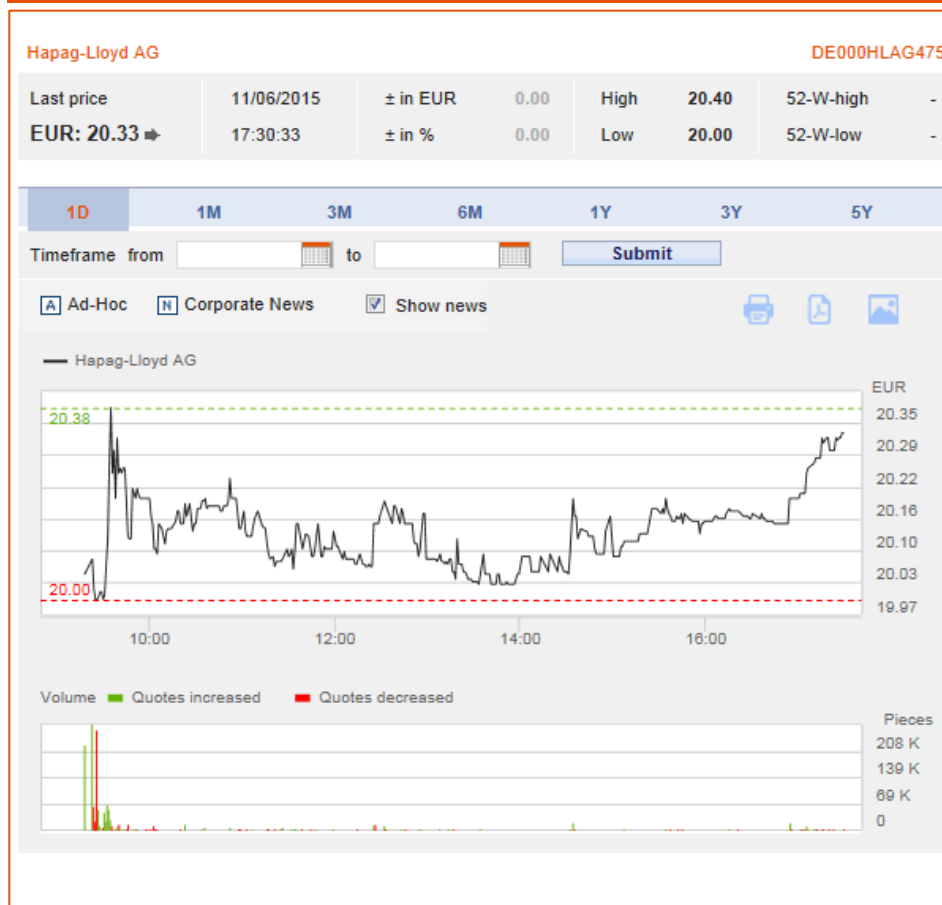 Hapag-Lloyd AG DE000HLAG475
Last price 11/06/2015 ± in EUR 0.00 High 20.40 52-W-high -
EUR: 20.33 17:30:33 ± in % 0.00 Low 20.00 52-W-low -
1D 1M 3M 6M 1Y 3Y 5Y
Timeframe from to Submit
A Ad-Hoc N Corporate News Show news
Hapag-Lloyd AG
EUR
20.38
20.35
20.29
20.22
20.16
20.10
20.03
20.00
19.97
10:00 12:00 14:00 16:00
Volume Quotes increased Quotes decreased
Pieces
208 K
139 K
69 K
0